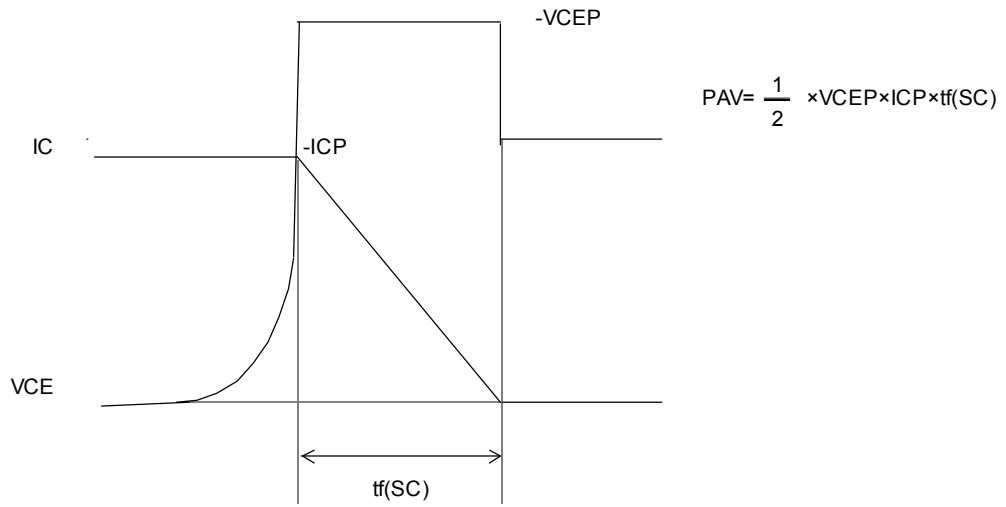 -VCEP
PAV= 1/2 ×VCEP×ICP×tf(SC)
IC
-ICP
VCE
tf(SC)